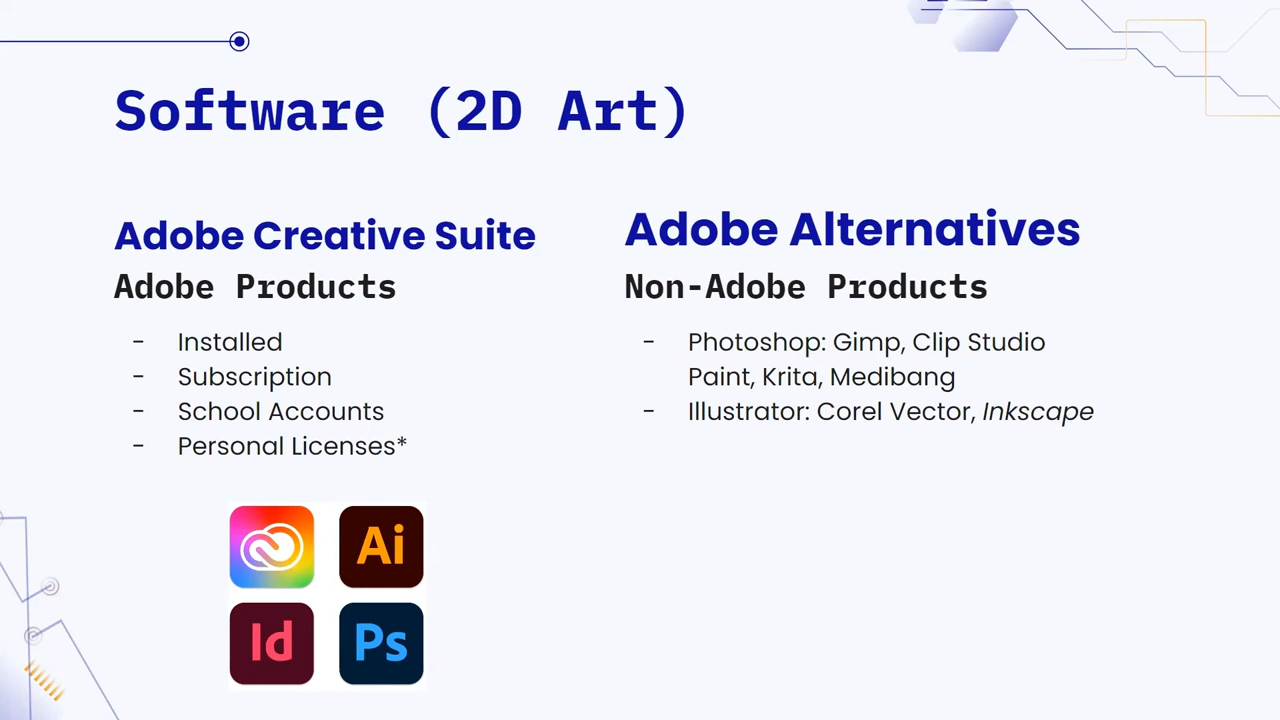 Software (2D Art)
Adobe Creative Suite
Adobe Products
- Installed
- Subscription
- School Accounts
- Personal Licenses*
Ai
Id
Ps
Adobe Alternatives
Non-Adobe Products
- Photoshop: Gimp, Clip Studio
Paint, Krita, Medibang
- Illustrator: Corel Vector, Inkscape